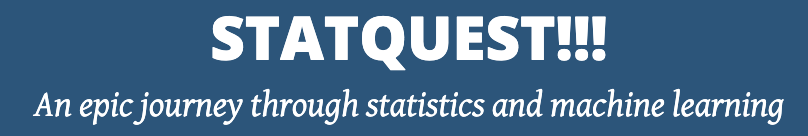 STATQUEST!!!
An epic journey through statistics and machine learning